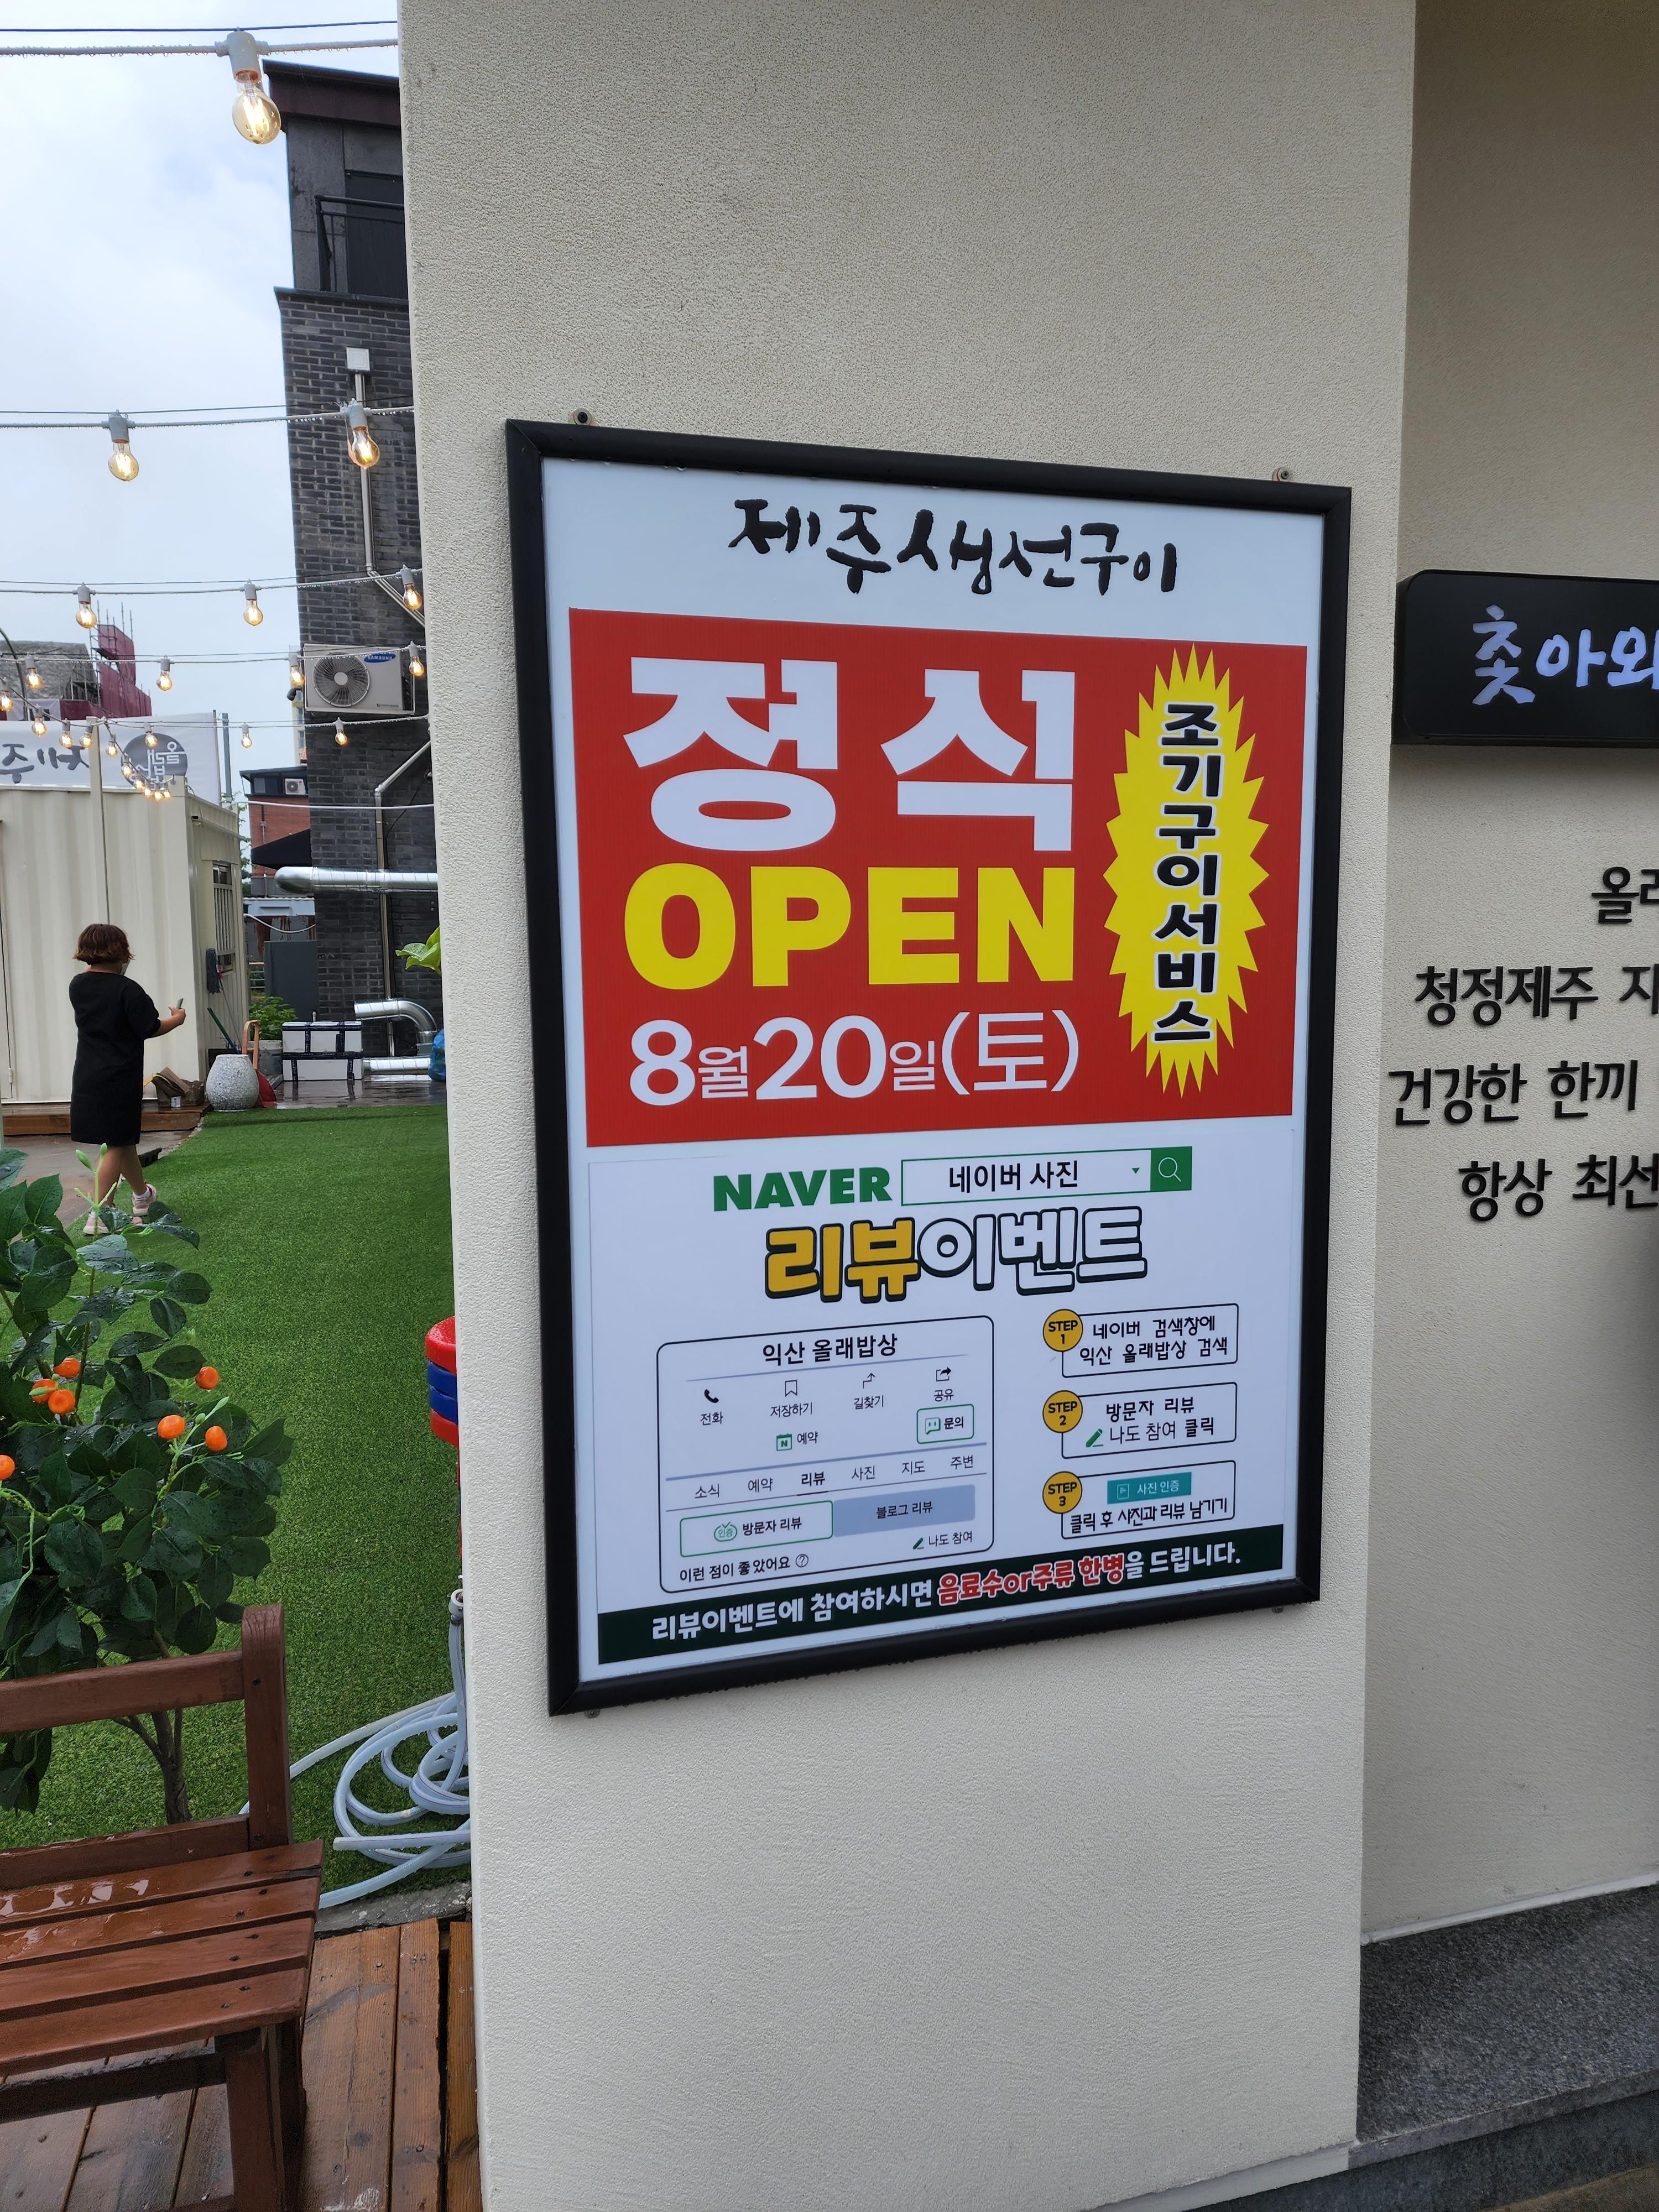 제주생선구이
정식
OPEN
8월20일(토)
조기구이서비스
NAVER 네이버 사진
리뷰이벤트
익산 올래밥상
전화 저장하기 길찾기 공유
예약 문의
소식 예약 리뷰 사진 지도 주변
인증 방문자 리뷰 블로그 리뷰
나도 참여
이런 점이 좋았어요 ?
STEP 1 네이버 검색창에
익산 올래밥상 검색
STEP 2 방문자 리뷰
나도 참여 클릭
STEP 3 사진 인증
클릭 후 사진과 리뷰 남기기
리뷰이벤트에 참여하시면 음료수or주류 한병을 드립니다.
찾아와
올래
청정제주
건강한 한끼
항상 최선
SAMSUNG